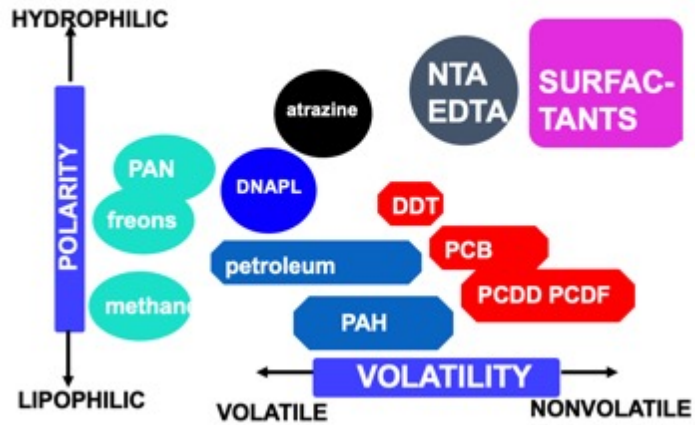 HYDROPHILIC
NTA
EDTA
SURFAC-
TANTS
atrazine
PAN
DNAPL
POLARITY
freons
DDT
PCB
petroleum
PCDD PCDF
methane
PAH
VOLATILITY
LIPOPHILIC
VOLATILE
NONVOLATILE